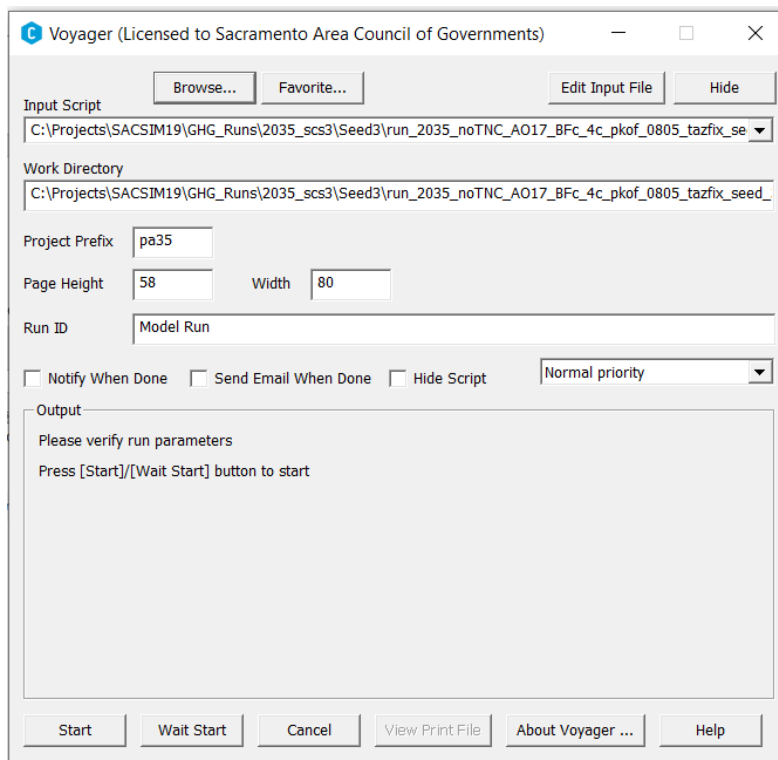 Voyager (Licensed to Sacramento Area Council of Governments)
Browse... Favorite... Edit Input File Hide
Input Script
C:\Projects\SACSIM19\GHG_Runs\2035_scs3\Seed3\run_2035_noTNC_AO17_BFc_4c_pkof_0805_tazfix_se
Work Directory
C:\Projects\SACSIM19\GHG_Runs\2035_scs3\Seed3\run_2035_noTNC_AO17_BFc_4c_pkof_0805_tazfix_seed_
Project Prefix pa35
Page Height 58 Width 80
Run ID Model Run
Notify When Done Send Email When Done Hide Script Normal priority
Output
Please verify run parameters
Press [Start]/[Wait Start] button to start
Start Wait Start Cancel View Print File About Voyager ... Help